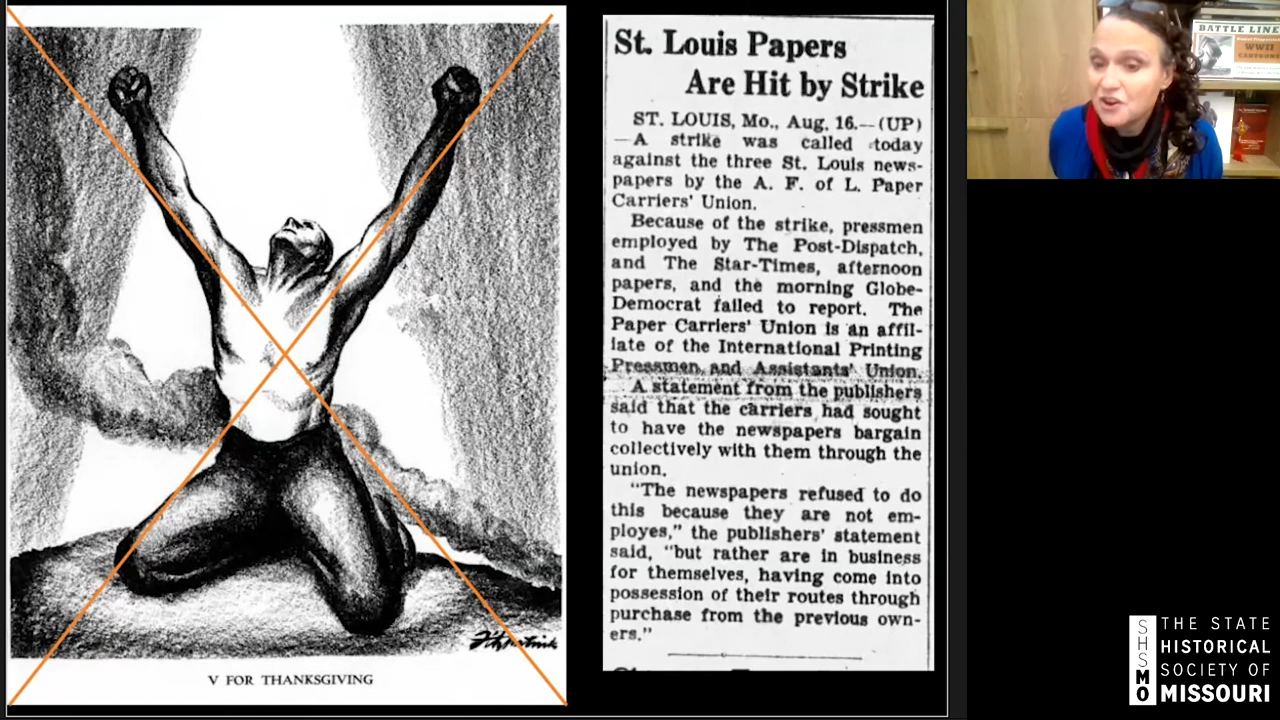 Fitzpatrick
V FOR THANKSGIVING
St. Louis Papers
Are Hit by Strike
ST. LOUIS, Mo., Aug. 16.—(UP)
—A strike was called today
against the three St. Louis news-
papers by the A. F. of L. Paper
Carriers' Union.
Because of the strike, pressmen
employed by The Post-Dispatch,
and The Star-Times, afternoon
papers, and the morning Globe-
Democrat failed to report. The
Paper Carriers' Union is an affil-
iate of the International Printing
Pressmen and Assistants' Union.
A statement from the publishers
said that the carriers had sought
to have the newspapers bargain
collectively with them through the
union.
"The newspapers refused to do
this because they are not em-
ployes," the publishers' statement
said, "but rather are in business
for themselves, having come into
possession of their routes through
purchase from the previous own-
ers."
BATTLE LINE
WWII
CARTOONS
SHS
MO
THE STATE
HISTORICAL
SOCIETY OF
MISSOURI